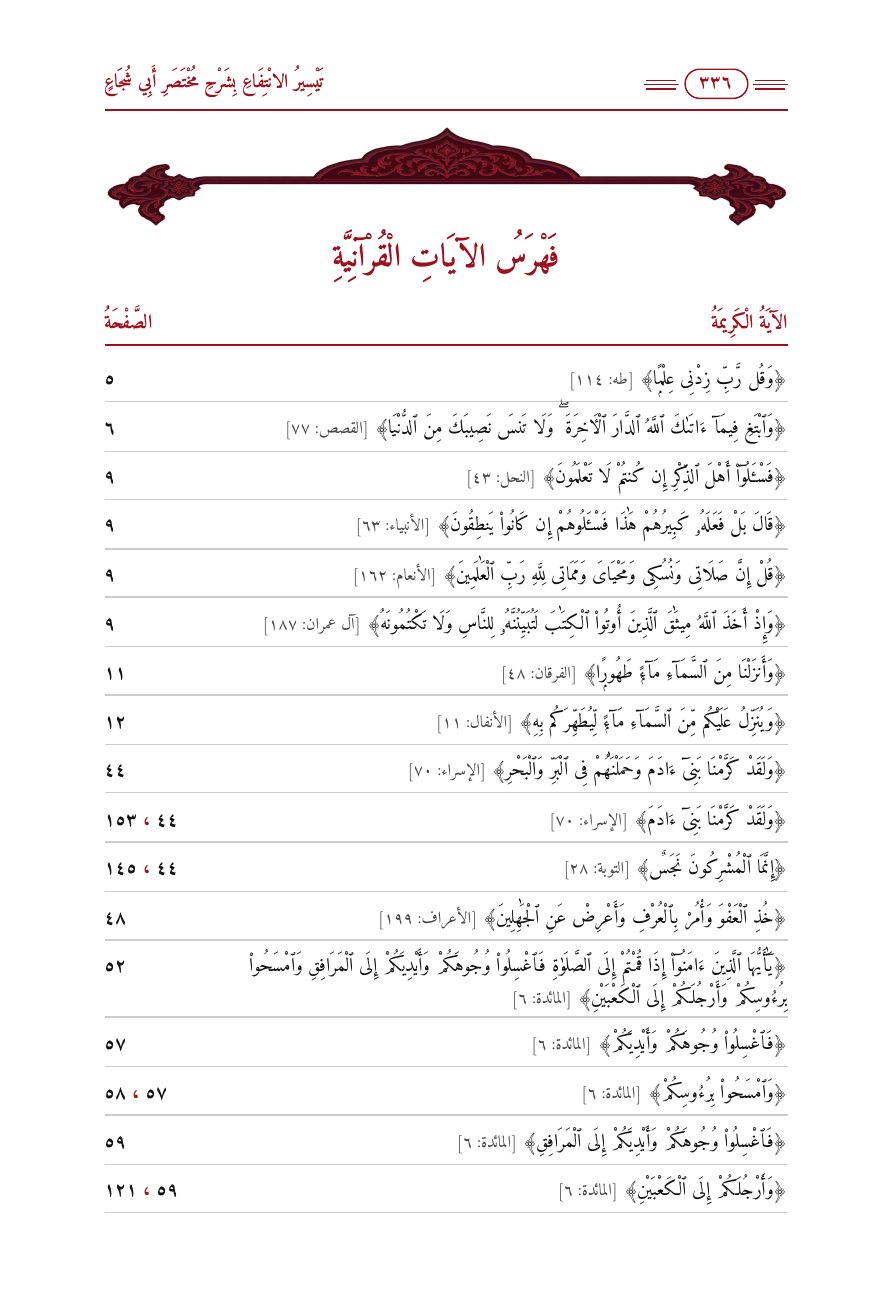 ٣٣٦
تَيْسِيرُ الانْتِفَاعِ بِشَرْحِ مُخْتَصَرِ أَبِي شُجَاعٍ
فَهْرَسُ الآيَاتِ الْقُرْآنِيَّةِ
الآيَةُ الْكَرِيمَةُ الصَّفْحَةُ
﴿وَقُل رَّبِّ زِدْنِى عِلْمًۭا﴾ [طه: ١١٤] ٥
﴿وَٱبْتَغِ فِيمَآ ءَاتَىٰكَ ٱللَّهُ ٱلدَّارَ ٱلْـَٔاخِرَةَ ۖ وَلَا تَنسَ نَصِيبَكَ مِنَ ٱلدُّنْيَا﴾ [القصص: ٧٧] ٦
﴿فَسْـَٔلُوٓا۟ أَهْلَ ٱلذِّكْرِ إِن كُنتُمْ لَا تَعْلَمُونَ﴾ [النحل: ٤٣] ٩
﴿قَالَ بَلْ فَعَلَهُۥ كَبِيرُهُمْ هَٰذَا فَسْـَٔلُوهُمْ إِن كَانُوا۟ يَنطِقُونَ﴾ [الأنبياء: ٦٣] ٩
﴿قُلْ إِنَّ صَلَاتِى وَنُسُكِى وَمَحْيَاىَ وَمَمَاتِى لِلَّهِ رَبِّ ٱلْعَٰلَمِينَ﴾ [الأنعام: ١٦٢] ٩
﴿وَإِذْ أَخَذَ ٱللَّهُ مِيثَٰقَ ٱلَّذِينَ أُوتُوا۟ ٱلْكِتَٰبَ لَتُبَيِّنُنَّهُۥ لِلنَّاسِ وَلَا تَكْتُمُونَهُ﴾ [آل عمران: ١٨٧] ٩
﴿وَأَنزَلْنَا مِنَ ٱلسَّمَآءِ مَآءًۭ طَهُورًۭا﴾ [الفرقان: ٤٨] ١١
﴿وَيُنَزِّلُ عَلَيْكُم مِّنَ ٱلسَّمَآءِ مَآءًۭ لِّيُطَهِّرَكُم بِهِ﴾ [الأنفال: ١١] ١٢
﴿وَلَقَدْ كَرَّمْنَا بَنِىٓ ءَادَمَ وَحَمَلْنَٰهُمْ فِى ٱلْبَرِّ وَٱلْبَحْرِ﴾ [الإسراء: ٧٠] ٤٤
﴿وَلَقَدْ كَرَّمْنَا بَنِىٓ ءَادَمَ﴾ [الإسراء: ٧٠] ٤٤ ، ١٥٣
﴿إِنَّمَا ٱلْمُشْرِكُونَ نَجَسٌ﴾ [التوبة: ٢٨] ٤٤ ، ١٤٥
﴿خُذِ ٱلْعَفْوَ وَأْمُرْ بِٱلْعُرْفِ وَأَعْرِضْ عَنِ ٱلْجَٰهِلِينَ﴾ [الأعراف: ١٩٩] ٤٨
﴿يَٰٓأَيُّهَا ٱلَّذِينَ ءَامَنُوٓا۟ إِذَا قُمْتُمْ إِلَى ٱلصَّلَوٰةِ فَٱغْسِلُوا۟ وُجُوهَكُمْ وَأَيْدِيَكُمْ إِلَى ٱلْمَرَافِقِ وَٱمْسَحُوا۟ ٥٢
بِرُءُوسِكُمْ وَأَرْجُلَكُمْ إِلَى ٱلْكَعْبَيْنِ﴾ [المائدة: ٦]
﴿فَٱغْسِلُوا۟ وُجُوهَكُمْ وَأَيْدِيَكُمْ﴾ [المائدة: ٦] ٥٧
﴿وَٱمْسَحُوا۟ بِرُءُوسِكُمْ﴾ [المائدة: ٦] ٥٧ ، ٥٨
﴿فَٱغْسِلُوا۟ وُجُوهَكُمْ وَأَيْدِيَكُمْ إِلَى ٱلْمَرَافِقِ﴾ [المائدة: ٦] ٥٩
﴿وَأَرْجُلَكُمْ إِلَى ٱلْكَعْبَيْنِ﴾ [المائدة: ٦] ٥٩ ، ١٢١